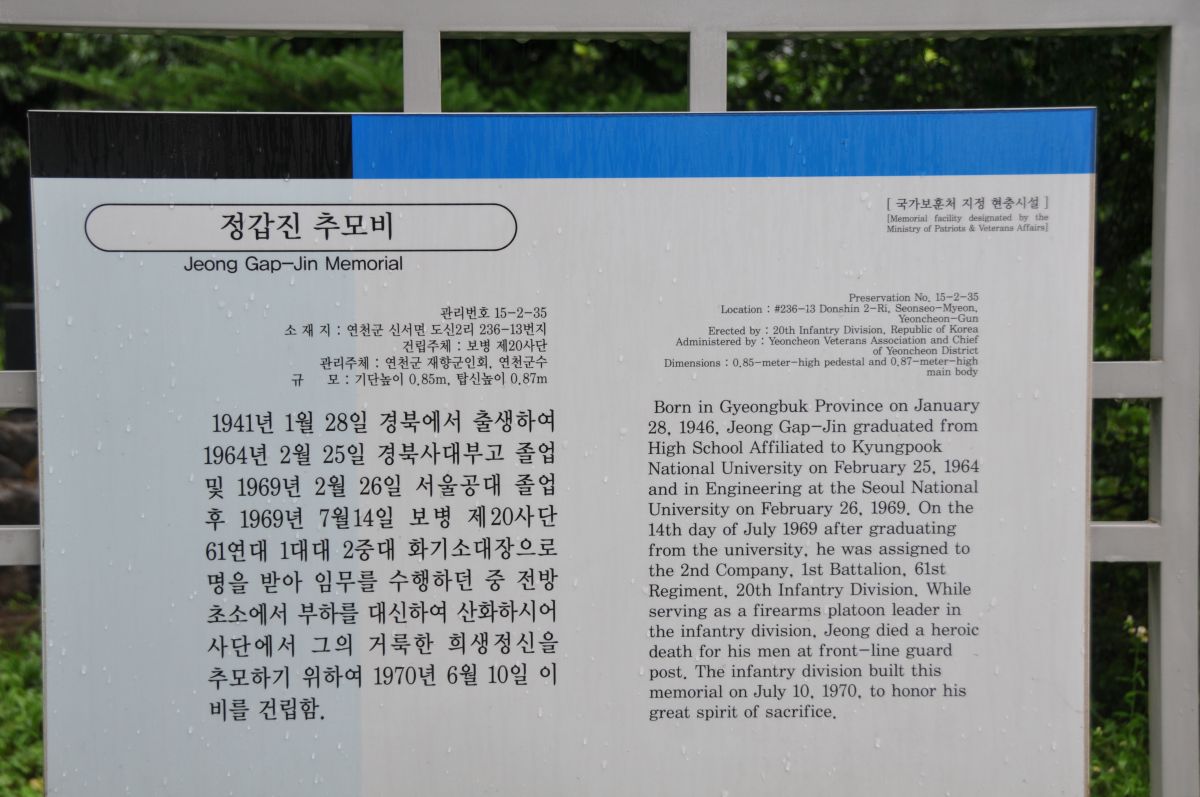 정갑진 추모비
Jeong Gap-Jin Memorial
[ 국가보훈처 지정 현충시설 ]
[Memorial facility designated by the
Ministry of Patriots & Veterans Affairs]
관리번호 15-2-35
소 재 지 : 연천군 신서면 도신2리 236-13번지
건립주체 : 보병 제20사단
관리주체 : 연천군 재향군인회, 연천군수
규 모 : 기단높이 0.85m, 탑신높이 0.87m
1941년 1월 28일 경북에서 출생하여
1964년 2월 25일 경북사대부고 졸업
및 1969년 2월 26일 서울공대 졸업
후 1969년 7월14일 보병 제20사단
61연대 1대대 2중대 화기소대장으로
명을 받아 임무를 수행하던 중 전방
초소에서 부하를 대신하여 산화하시어
사단에서 그의 거룩한 희생정신을
추모하기 위하여 1970년 6월 10일 이
비를 건립함.
Preservation No. 15-2-35
Location : #236-13 Donshin 2-Ri, Seonseo-Myeon,
Yeoncheon-Gun
Erected by : 20th Infantry Division, Republic of Korea
Administered by : Yeoncheon Veterans Association and Chief
of Yeoncheon District
Dimensions : 0.85-meter-high pedestal and 0.87-meter-high
main body
Born in Gyeongbuk Province on January
28, 1946, Jeong Gap-Jin graduated from
High School Affiliated to Kyungpook
National University on February 25, 1964
and in Engineering at the Seoul National
University on February 26, 1969. On the
14th day of July 1969 after graduating
from the university, he was assigned to
the 2nd Company, 1st Battalion, 61st
Regiment, 20th Infantry Division. While
serving as a firearms platoon leader in
the infantry division, Jeong died a heroic
death for his men at front-line guard
post. The infantry division built this
memorial on July 10, 1970, to honor his
great spirit of sacrifice.